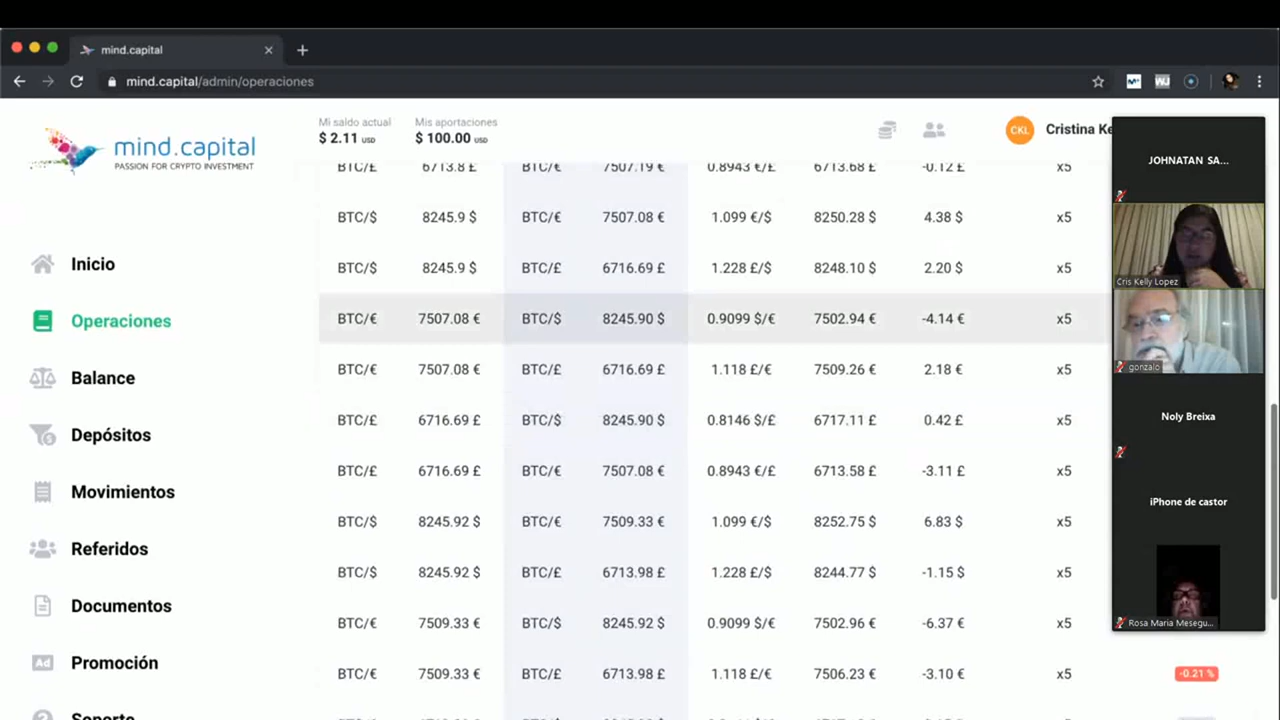 mind.capital
mind.capital/admin/operaciones
mind.capital
PASSION FOR CRYPTO INVESTMENT
Mi saldo actual
$ 2.11 USD
Mis aportaciones
$ 100.00 USD
CKL
Cristina Ke
Inicio
Operaciones
Balance
Depósitos
Movimientos
Referidos
Documentos
Ad
Promoción
Soporte
BTC/£ 6713.8 £ BTC/€ 7507.19 € 0.8943 €/£ 6713.68 £ -0.12 £ x5
BTC/$ 8245.9 $ BTC/€ 7507.08 € 1.099 €/$ 8250.28 $ 4.38 $ x5
BTC/$ 8245.9 $ BTC/£ 6716.69 £ 1.228 £/$ 8248.10 $ 2.20 $ x5
BTC/€ 7507.08 € BTC/$ 8245.90 $ 0.9099 $/€ 7502.94 € -4.14 € x5
BTC/€ 7507.08 € BTC/£ 6716.69 £ 1.118 £/€ 7509.26 € 2.18 € x5
BTC/£ 6716.69 £ BTC/$ 8245.90 $ 0.8146 $/£ 6717.11 £ 0.42 £ x5
BTC/£ 6716.69 £ BTC/€ 7507.08 € 0.8943 €/£ 6713.58 £ -3.11 £ x5
BTC/$ 8245.92 $ BTC/€ 7509.33 € 1.099 €/$ 8252.75 $ 6.83 $ x5
BTC/$ 8245.92 $ BTC/£ 6713.98 £ 1.228 £/$ 8244.77 $ -1.15 $ x5
BTC/€ 7509.33 € BTC/$ 8245.92 $ 0.9099 $/€ 7502.96 € -6.37 € x5
BTC/€ 7509.33 € BTC/£ 6713.98 £ 1.118 £/€ 7506.23 € -3.10 € x5 -0.21 %
JOHNATAN SA...
Cris Kelly Lopez
gonzalo
Noly Breixa
iPhone de castor
Rosa Maria Mesegu...